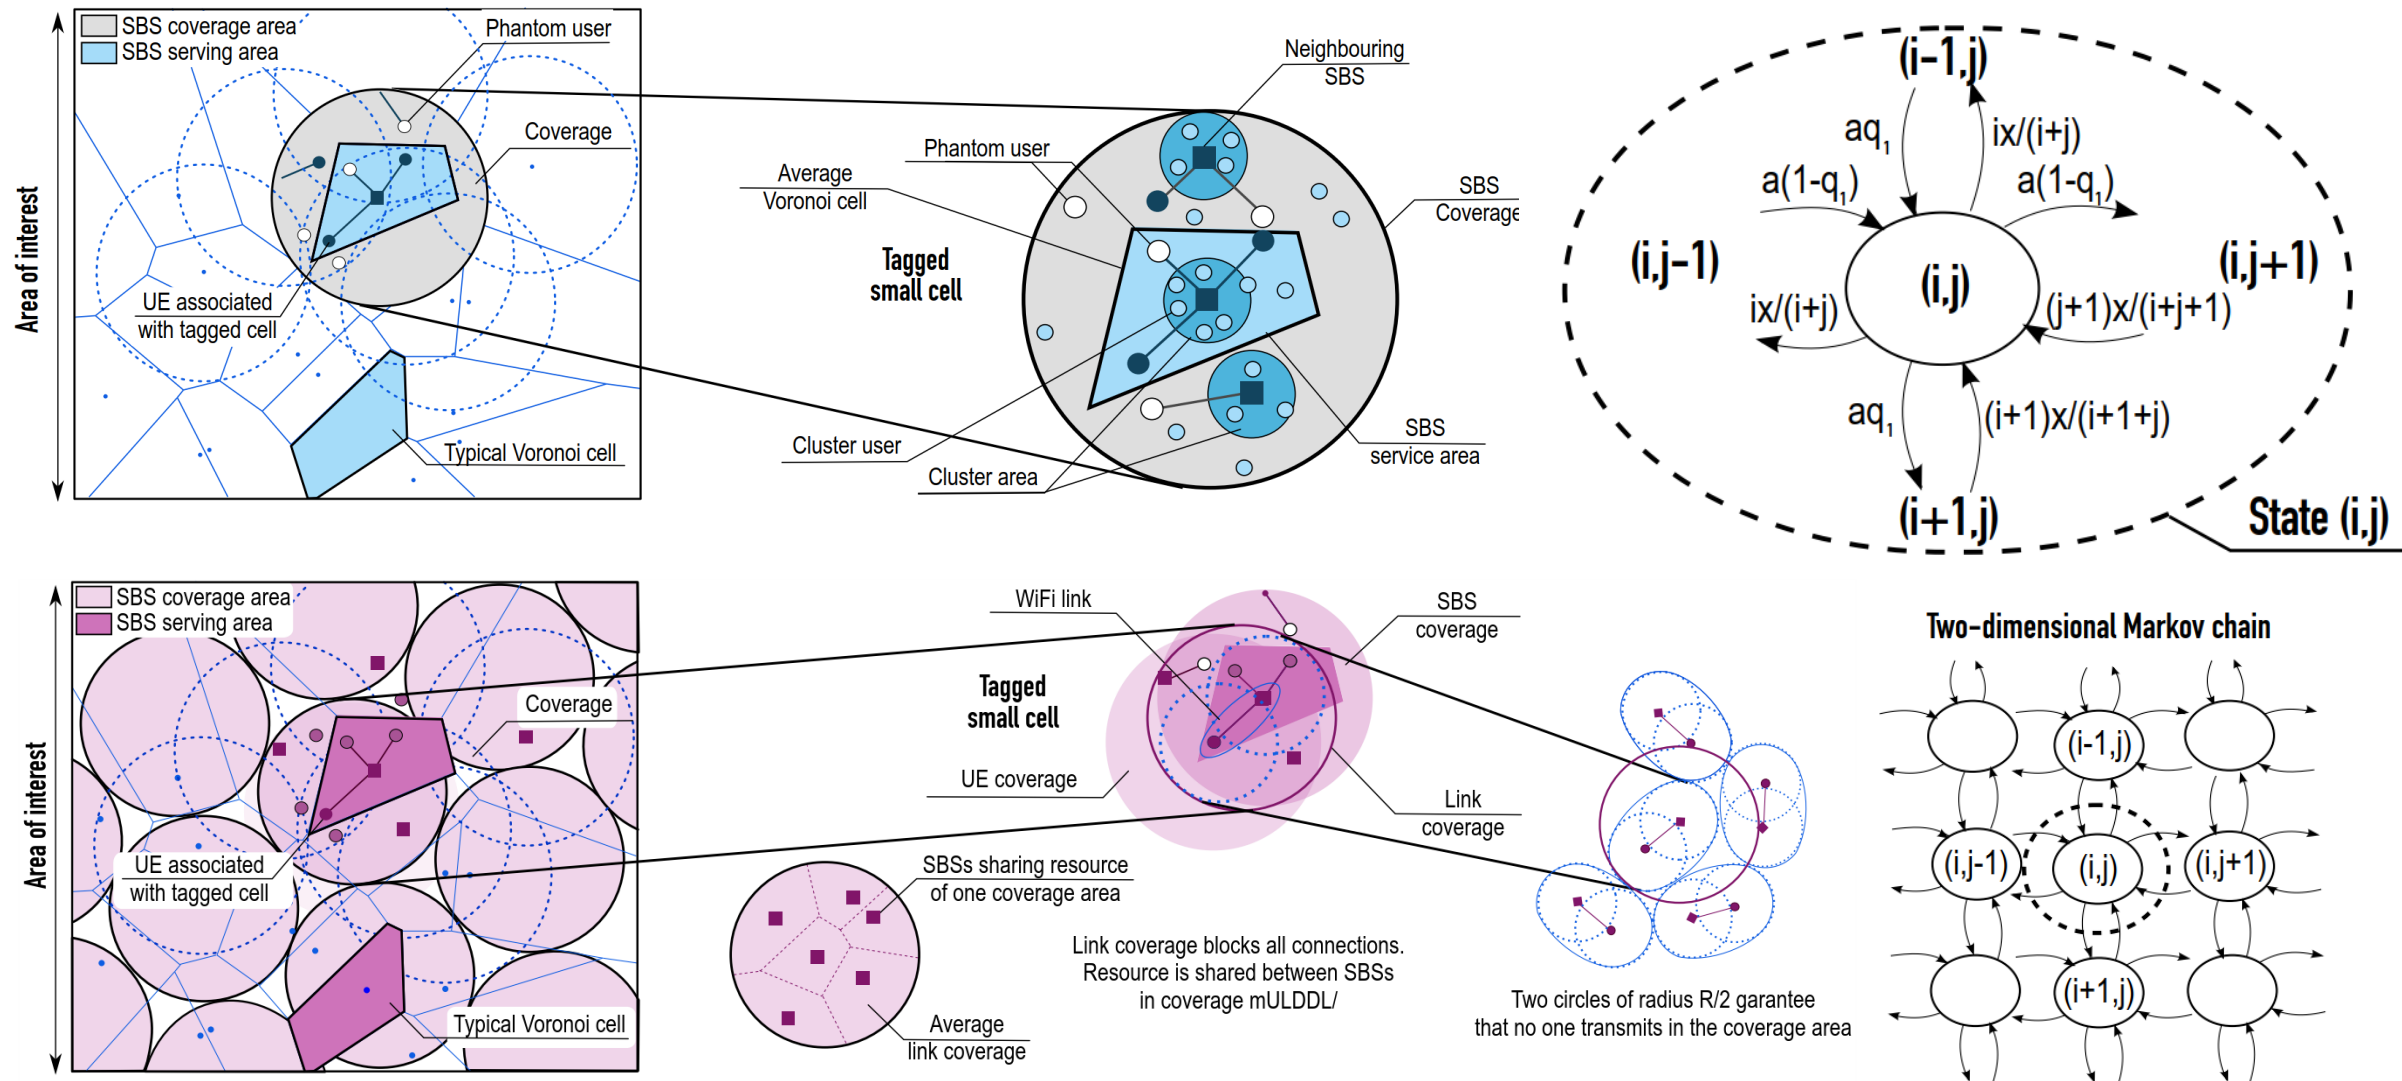 SBS coverage area
SBS serving area
Phantom user
Coverage
Area of interest
UE associated
with tagged cell
Typical Voronoi cell
Neighbouring
SBS
Phantom user
Average
Voronoi cell
SBS
Coverage
Tagged
small cell
Cluster user
Cluster area
SBS
service area
(i-1,j)
aq1
ix/(i+j)
a(1-q1)
a(1-q1)
(i,j-1)
(i,j)
(i,j+1)
ix/(i+j)
(j+1)x/(i+j+1)
aq1
(i+1)x/(i+1+j)
(i+1,j)
State (i,j)
SBS coverage area
SBS serving area
Coverage
Area of interest
UE associated
with tagged cell
Typical Voronoi cell
WiFi link
SBS
coverage
Tagged
small cell
UE coverage
Link
coverage
SBSs sharing resource
of one coverage area
Average
link coverage
Link coverage blocks all connections.
Resource is shared between SBSs
in coverage mULDDL/
Two circles of radius R/2 garantee
that no one transmits in the coverage area
Two-dimensional Markov chain
(i-1,j)
(i,j-1)
(i,j)
(i,j+1)
(i+1,j)